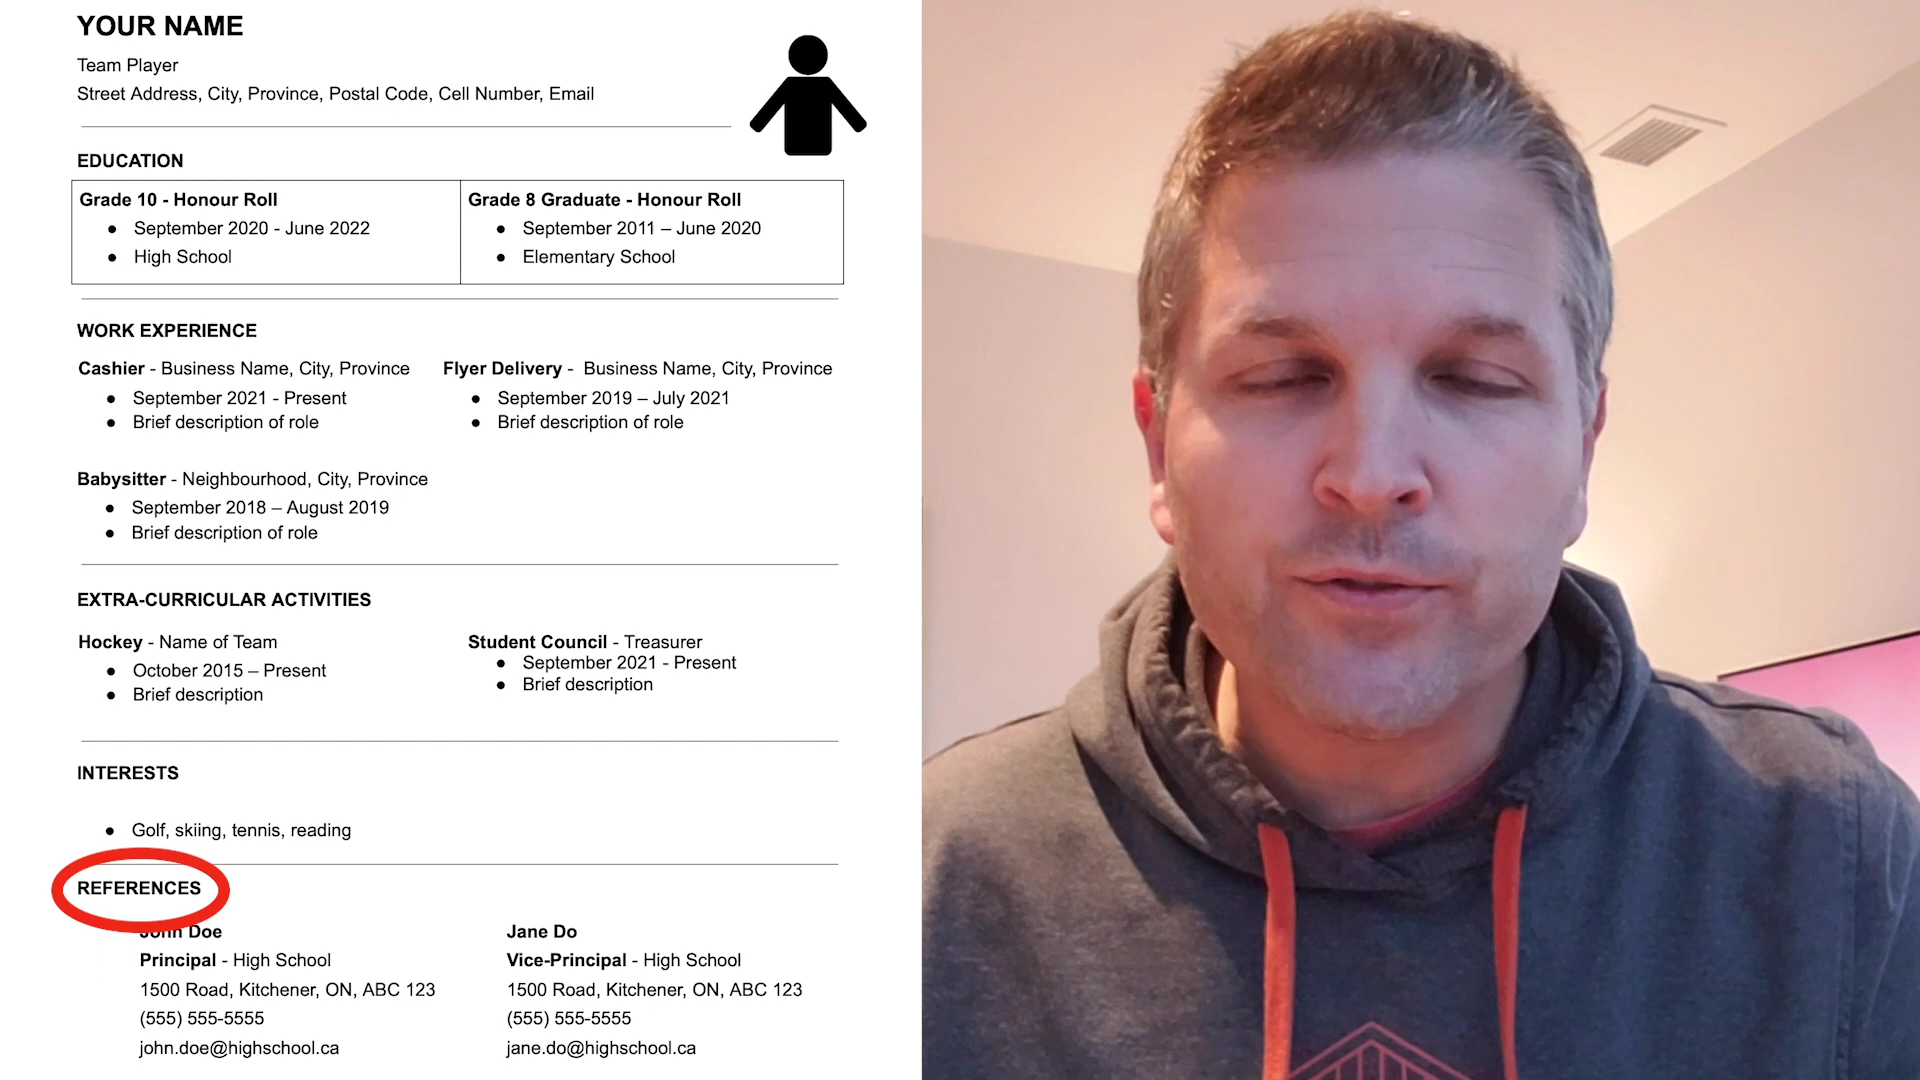 YOUR NAME
Team Player
Street Address, City, Province, Postal Code, Cell Number, Email
EDUCATION
Grade 10 - Honour Roll
● September 2020 - June 2022
● High School
Grade 8 Graduate - Honour Roll
● September 2011 – June 2020
● Elementary School
WORK EXPERIENCE
Cashier - Business Name, City, Province
● September 2021 - Present
● Brief description of role
Flyer Delivery - Business Name, City, Province
● September 2019 – July 2021
● Brief description of role
Babysitter - Neighbourhood, City, Province
● September 2018 – August 2019
● Brief description of role
EXTRA-CURRICULAR ACTIVITIES
Hockey - Name of Team
● October 2015 – Present
● Brief description
Student Council - Treasurer
● September 2021 - Present
● Brief description
INTERESTS
● Golf, skiing, tennis, reading
REFERENCES
John Doe
Principal - High School
1500 Road, Kitchener, ON, ABC 123
(555) 555-5555
john.doe@highschool.ca
Jane Do
Vice-Principal - High School
1500 Road, Kitchener, ON, ABC 123
(555) 555-5555
jane.do@highschool.ca